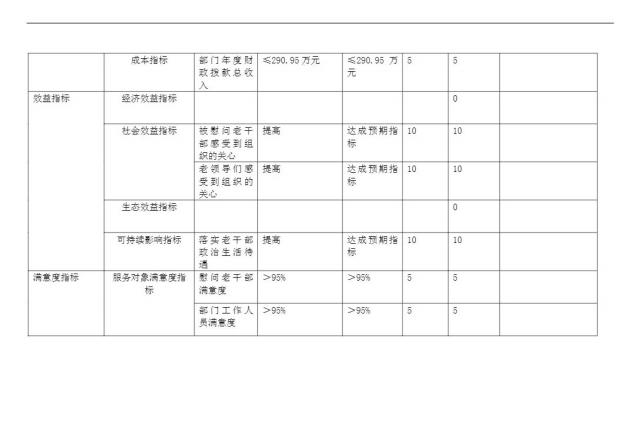 成本指标 部门年度财 ≤290.95 万元 ≤290.95 万 5 5
政拨款总收 元
入
效益指标 经济效益指标 0
社会效益指标 被慰问老干 提高 达成预期指 10 10
部感受到组 标
织的关心
老领导们感 提高 达成预期指 10 10
受到组织的 标
关心
生态效益指标 0
可持续影响指标 落实老干部 提高 达成预期指 10 10
政治生活待 标
遇
满意度指标 服务对象满意度指 慰问老干部 >95% >95% 5 5
标 满意度
部门工作人 >95% >95% 5 5
员满意度